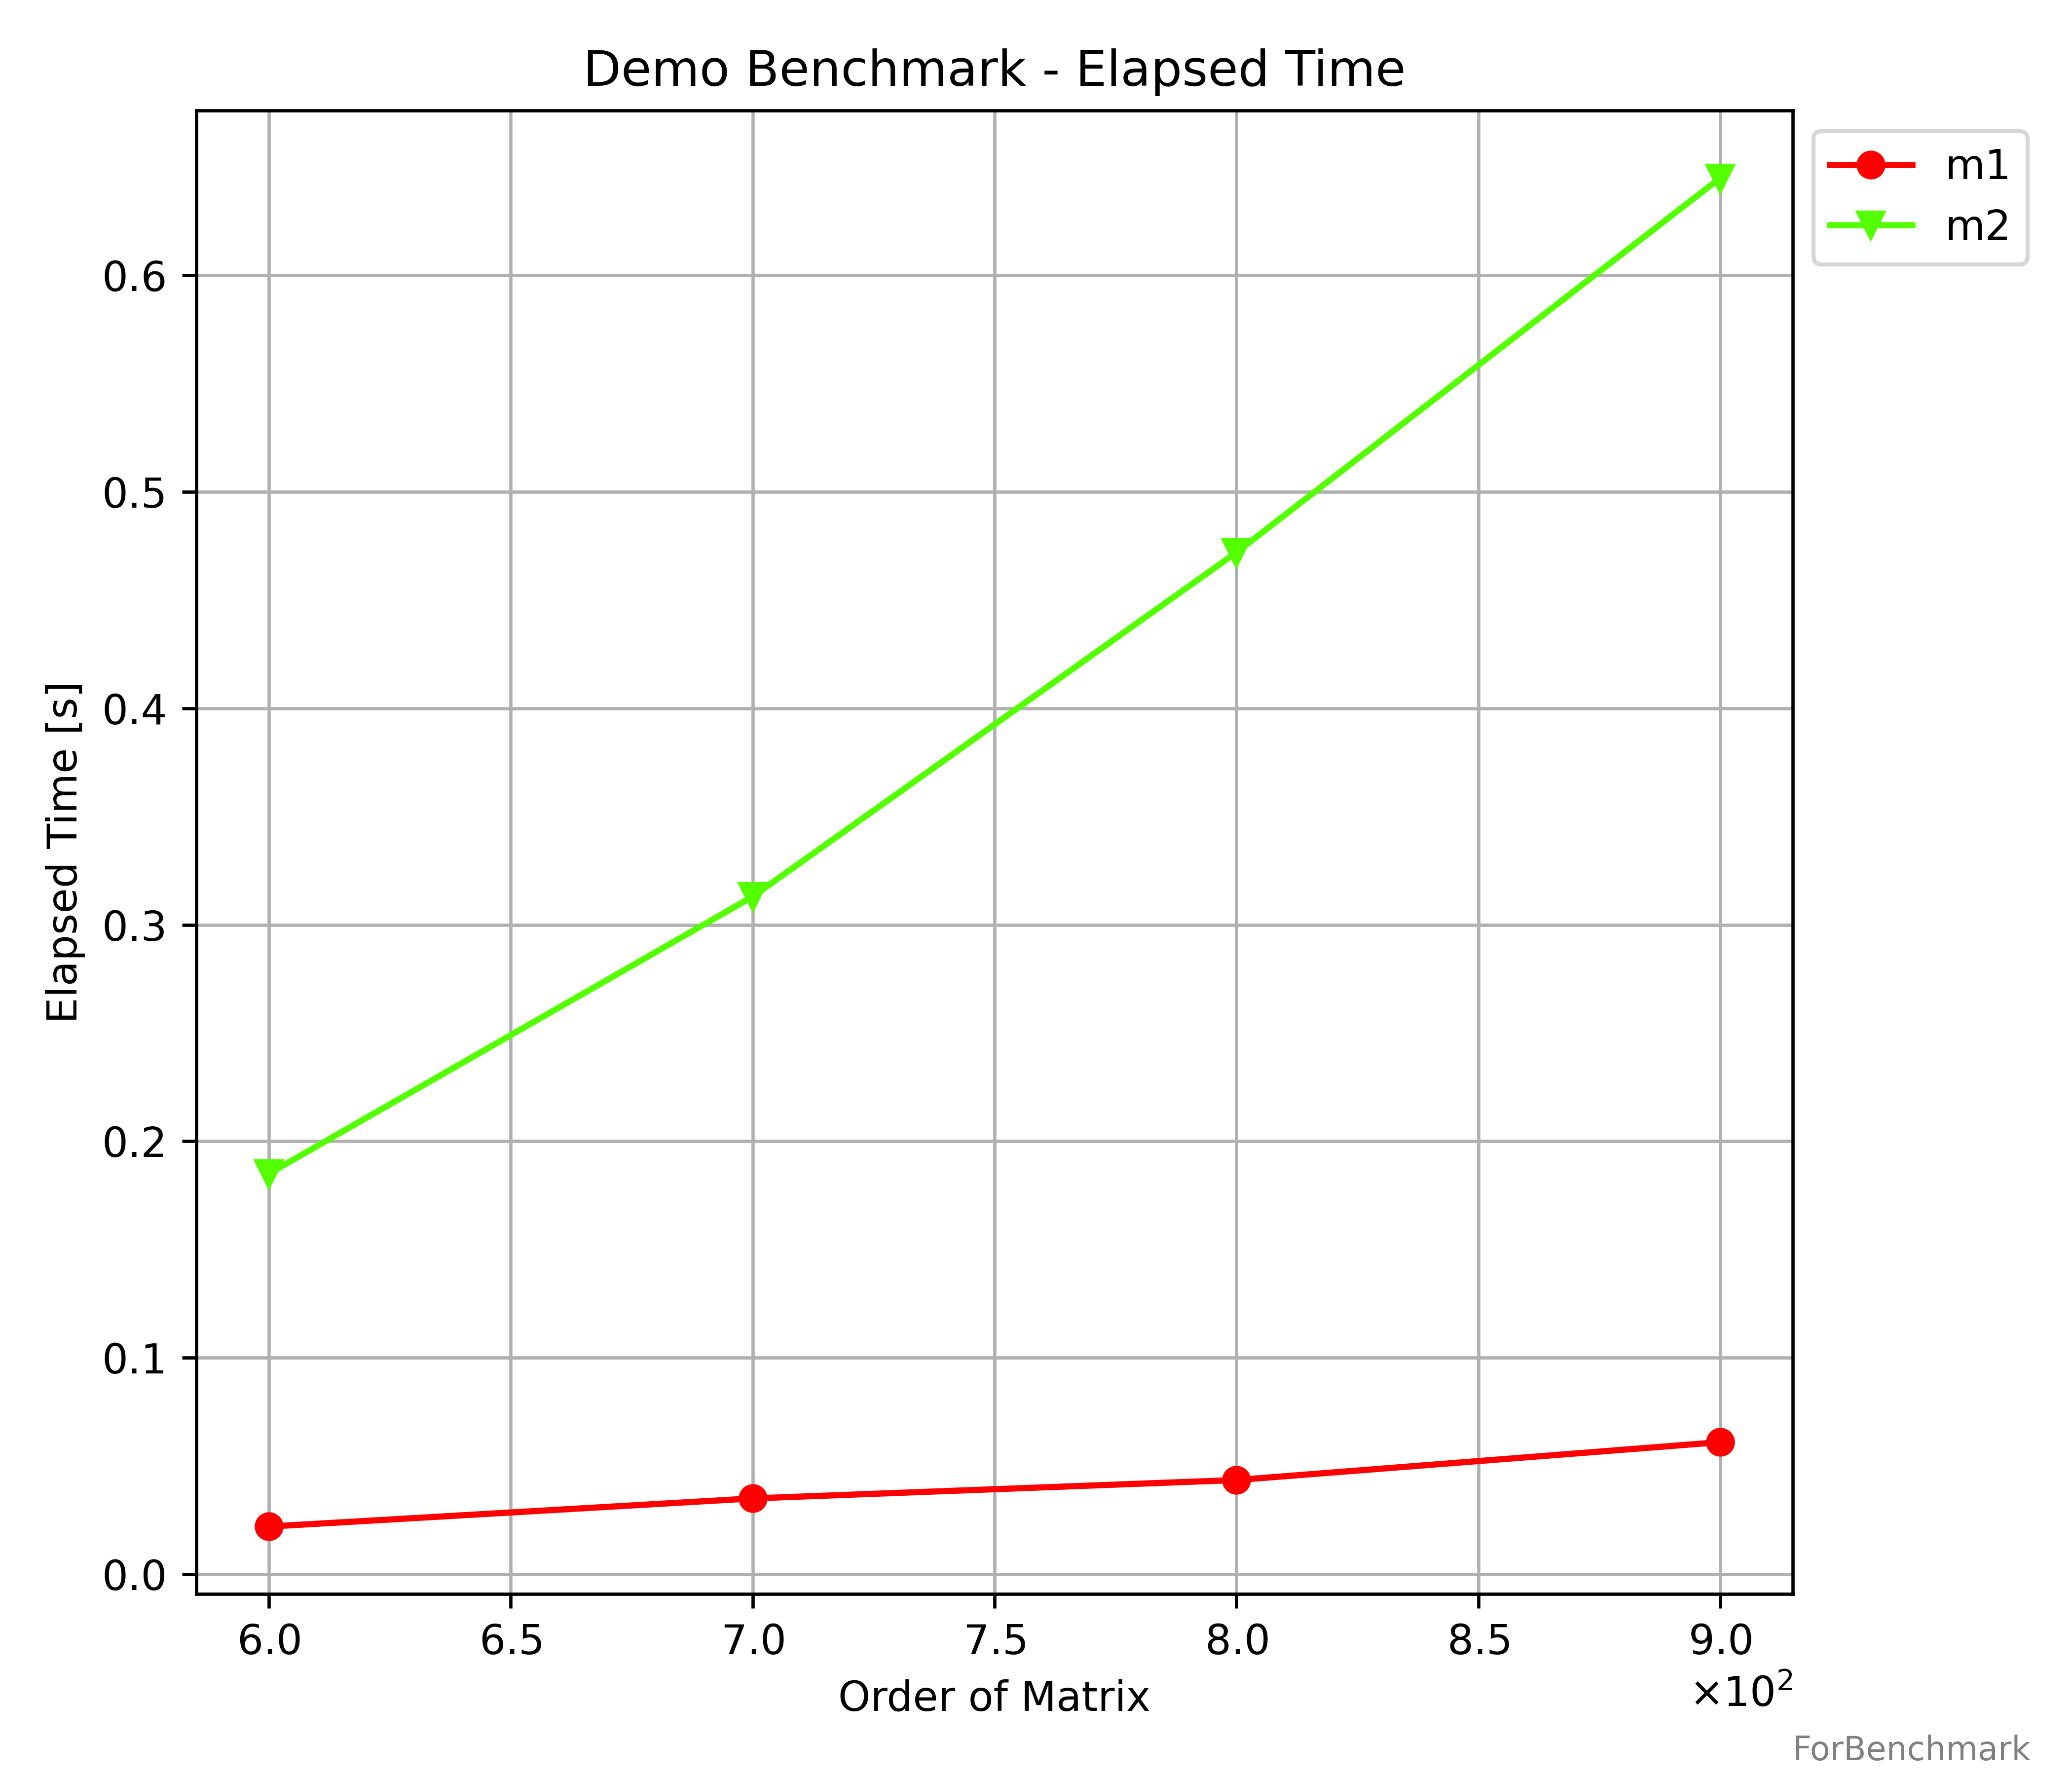 Demo Benchmark - Elapsed Time
m1
m2
Elapsed Time [s]
0.6
0.5
0.4
0.3
0.2
0.1
0.0
6.0 6.5 7.0 7.5 8.0 8.5 9.0
×10²
Order of Matrix
ForBenchmark